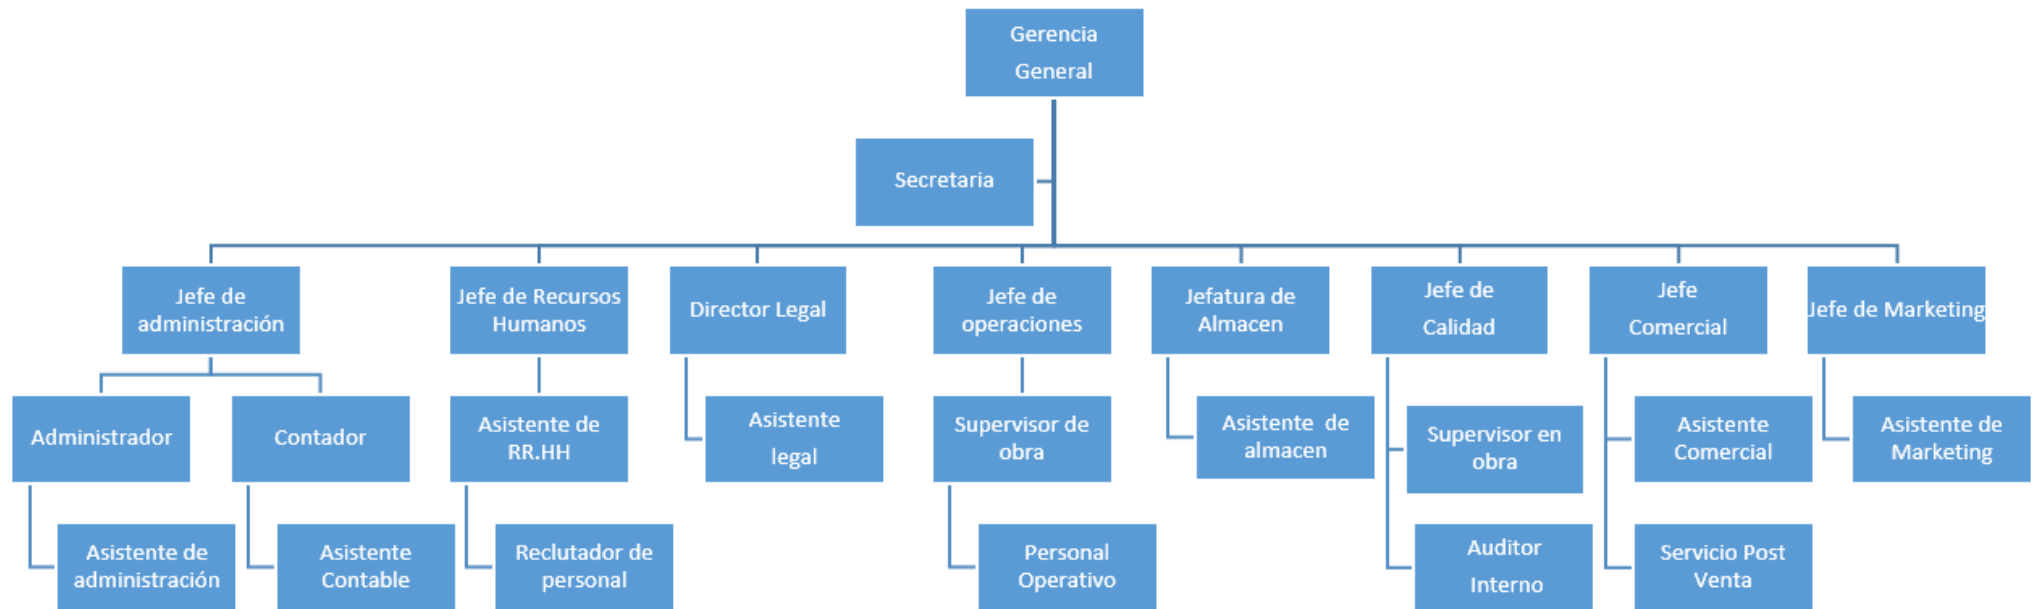 Gerencia
General
Secretaria
Jefe de
administración
Jefe de Recursos
Humanos
Director Legal
Jefe de
operaciones
Jefatura de
Almacen
Jefe de
Calidad
Jefe
Comercial
Jefe de Marketing
Administrador
Contador
Asistente de
RR.HH
Asistente
legal
Supervisor de
obra
Asistente de
almacen
Supervisor en
obra
Asistente
Comercial
Asistente de
Marketing
Asistente de
administración
Asistente
Contable
Reclutador de
personal
Personal
Operativo
Auditor
Interno
Servicio Post
Venta